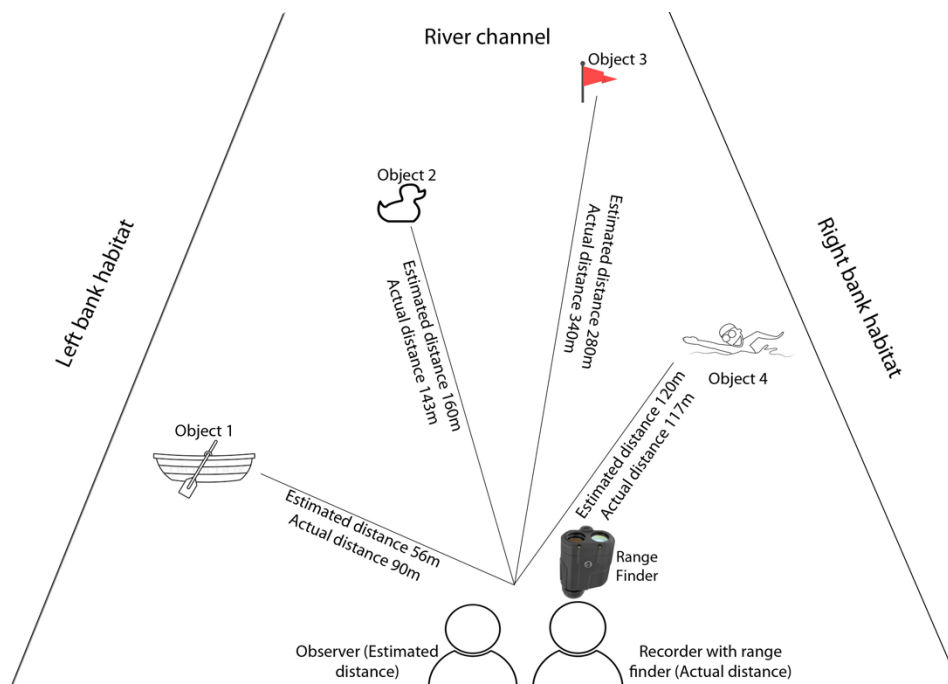 River channel
Object 3
Object 2
Left bank habitat
Right bank habitat
Estimated distance 160m
Actual distance 143m
Estimated distance 280m
Actual distance 340m
Object 4
Object 1
Estimated distance 120m
Actual distance 117m
Estimated distance 56m
Actual distance 90m
Range
Finder
Observer (Estimated
distance)
Recorder with range
finder (Actual distance)